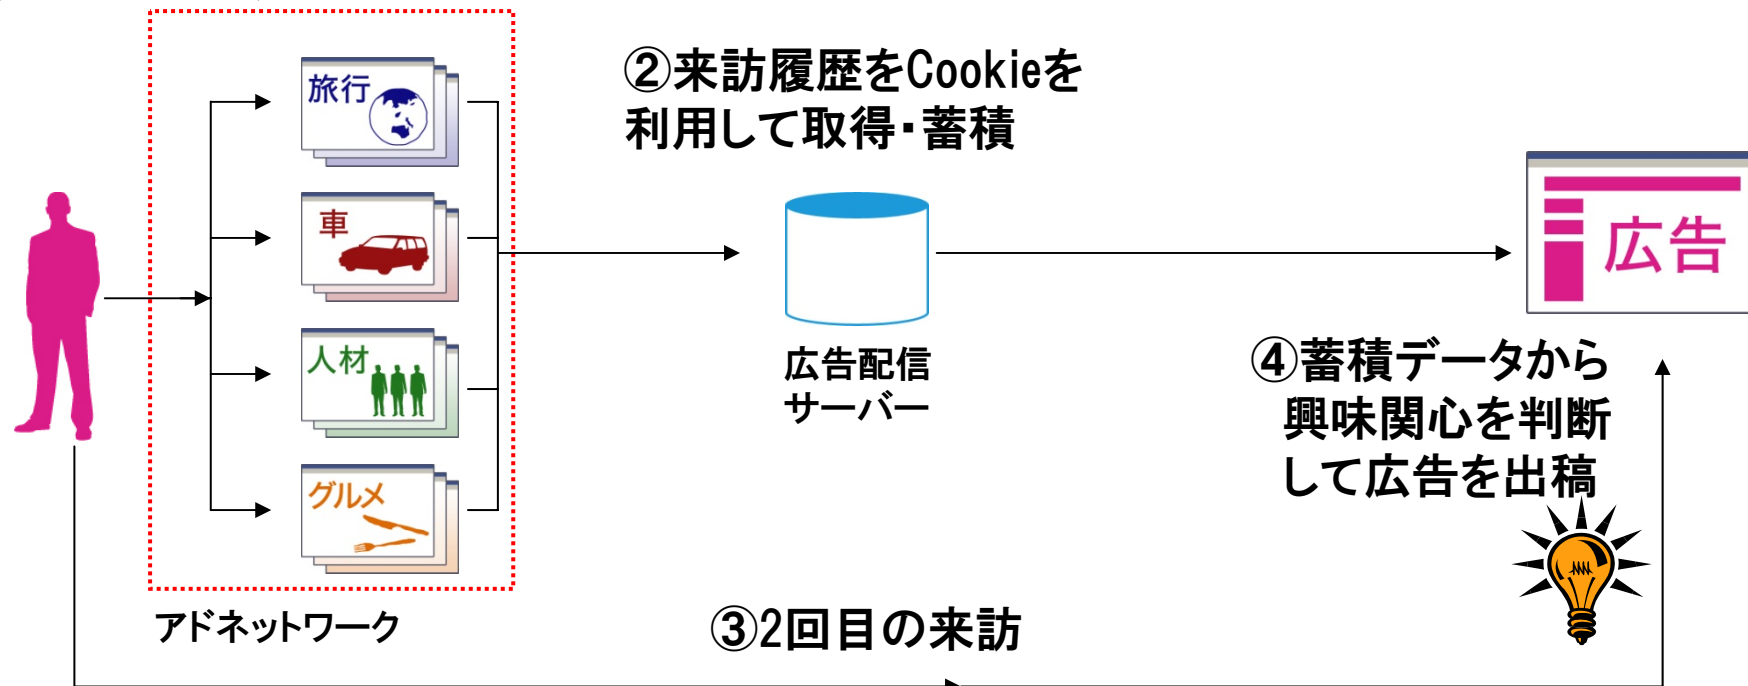 旅行
車
人材
グルメ
アドネットワーク
②来訪履歴をCookieを
利用して取得・蓄積
広告配信
サーバー
広告
④蓄積データから
興味関心を判断
して広告を出稿
③2回目の来訪